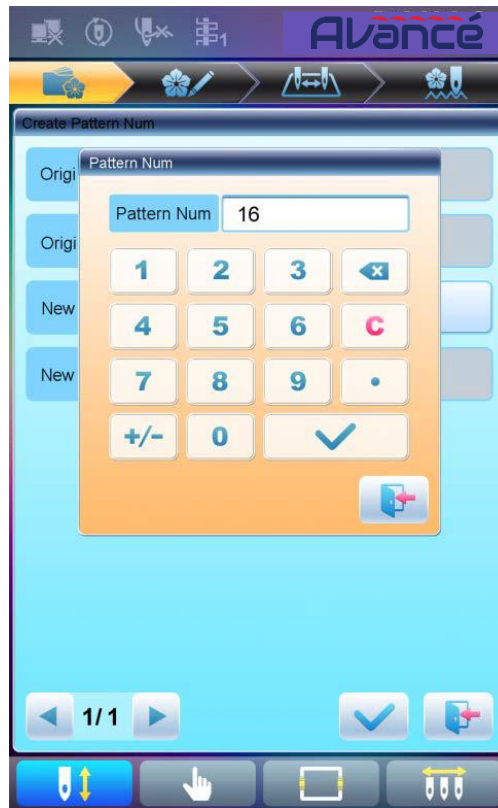 1
Avancé
Create Pattern Num
Pattern Num
Origi
Pattern Num 16
Origi
1 2 3
New
4 5 6 C
New
7 8 9 .
+/- 0
1/1